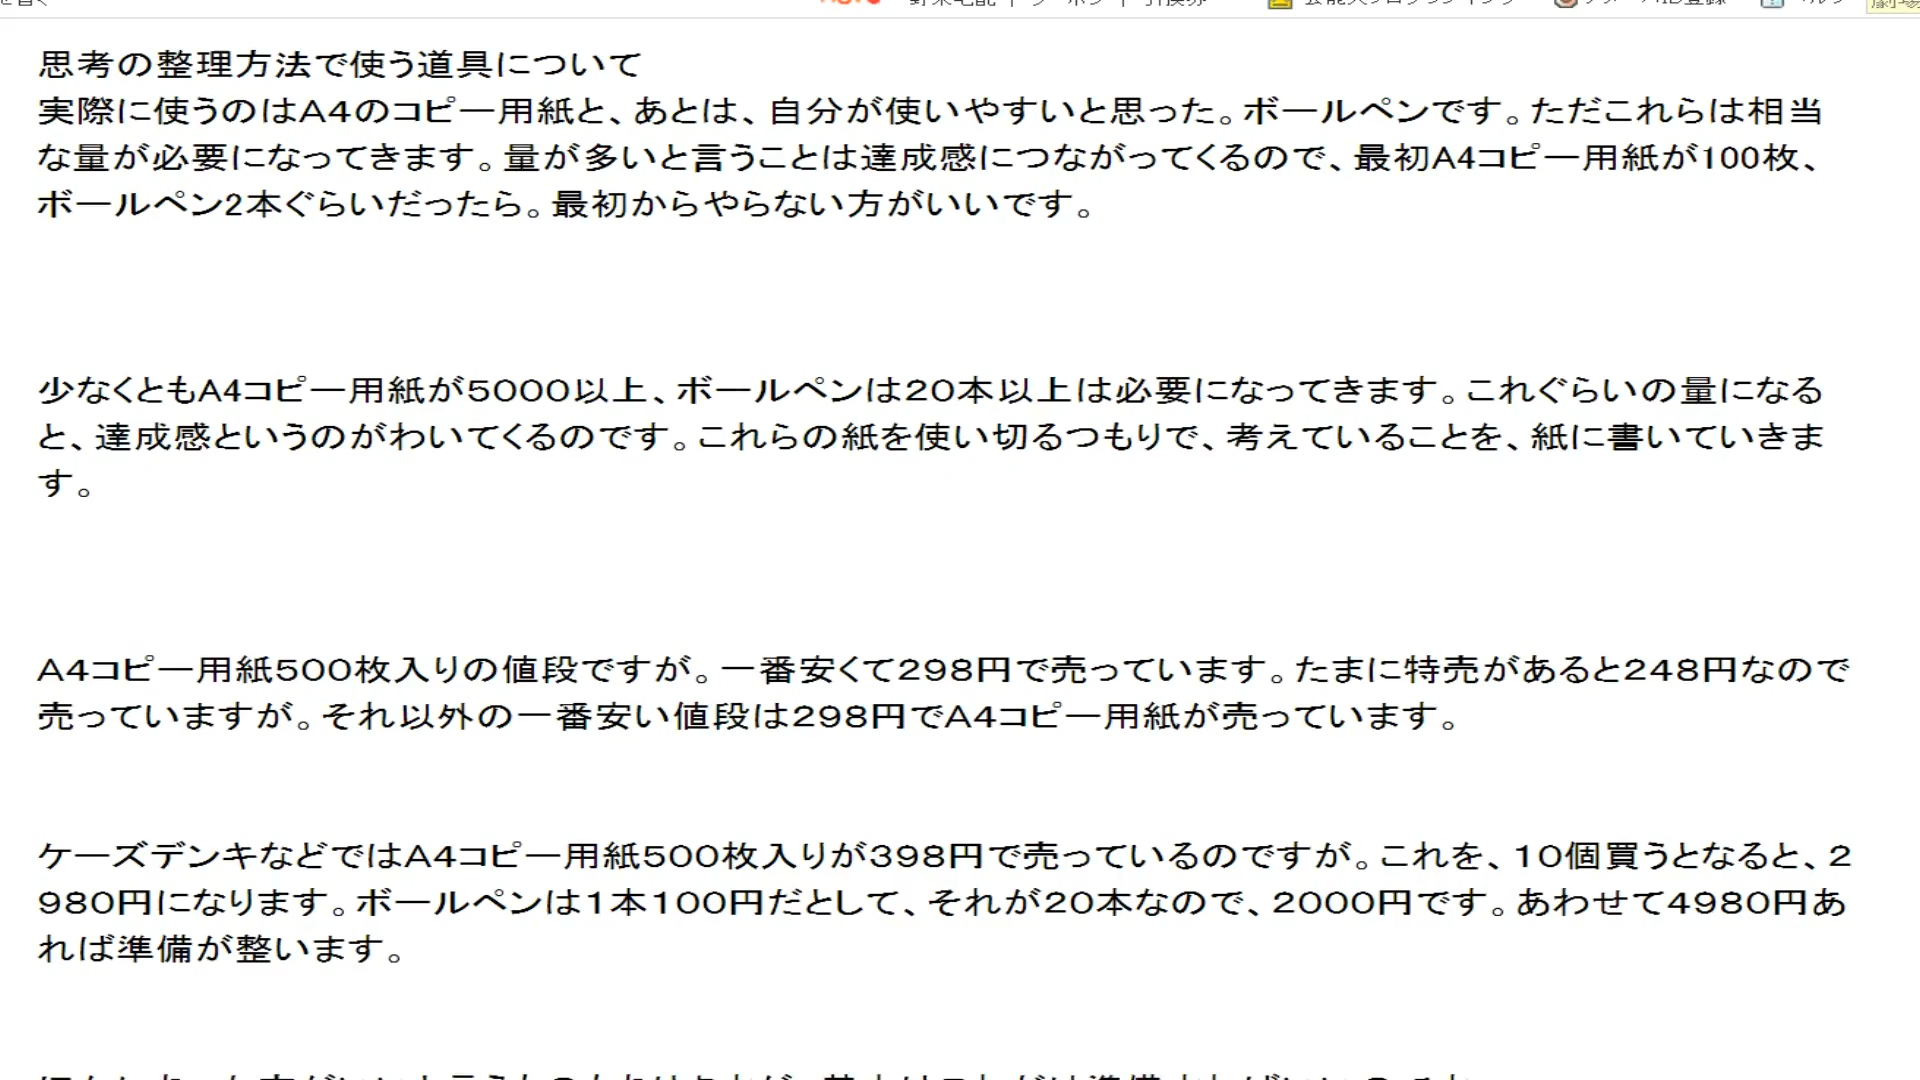 思考の整理方法で使う道具について
実際に使うのはA4のコピー用紙と、あとは、自分が使いやすいと思った。ボールペンです。ただこれらは相当
な量が必要になってきます。量が多いと言うことは達成感につながってくるので、最初A4コピー用紙が100枚、
ボールペン2本ぐらいだったら。最初からやらない方がいいです。
少なくともA4コピー用紙が5000以上、ボールペンは20本以上は必要になってきます。これぐらいの量になる
と、達成感というのがわいてくるのです。これらの紙を使い切るつもりで、考えていることを、紙に書いていきま
す。
A4コピー用紙500枚入りの値段ですが。一番安くて298円で売っています。たまに特売があると248円なので
売っていますが。それ以外の一番安い値段は298円でA4コピー用紙が売っています。
ケーズデンキなどではA4コピー用紙500枚入りが398円で売っているのですが。これを、10個買うとなると、2
980円になります。ボールペンは1本100円だとして、それが20本なので、2000円です。あわせて4980円あ
れば準備が整います。